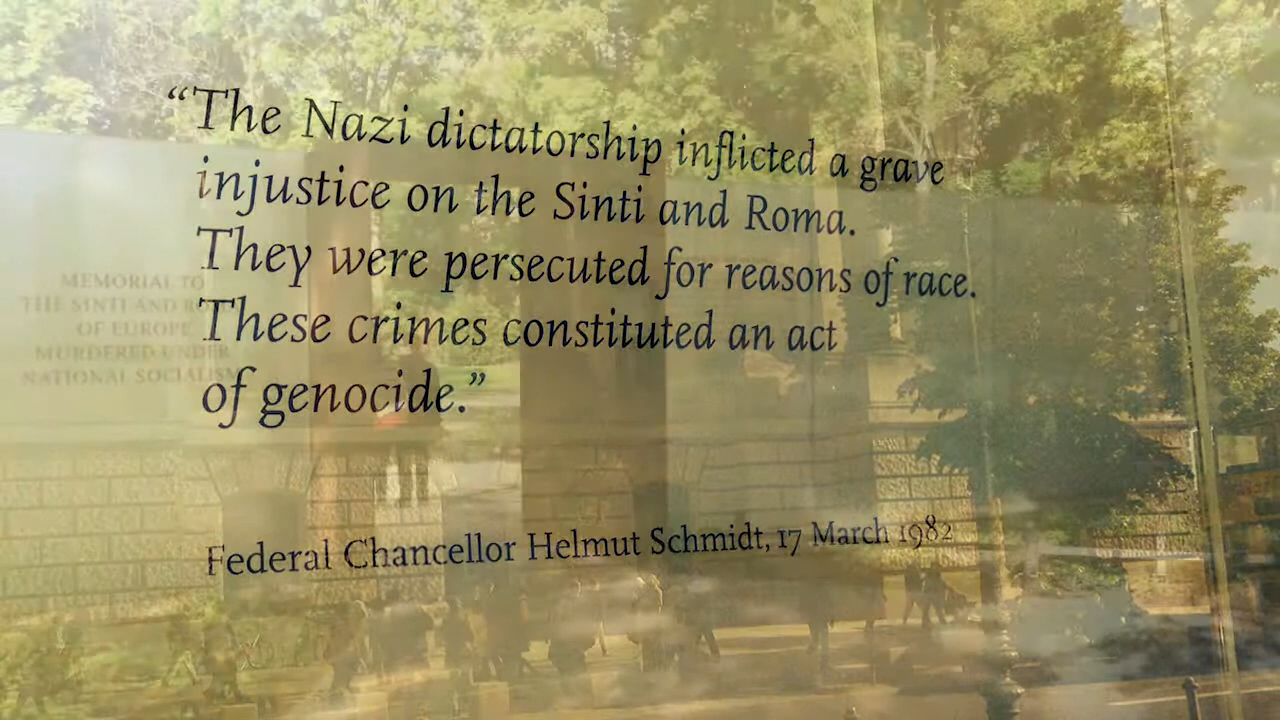 “The Nazi dictatorship inflicted a grave
injustice on the Sinti and Roma.
They were persecuted for reasons of race.
These crimes constituted an act
of genocide.”
Federal Chancellor Helmut Schmidt, 17 March 1982
MEMORIAL TO
THE SINTI AND
OF EUROPE
MURDERED UNDER
NATIONAL SOCIALISM